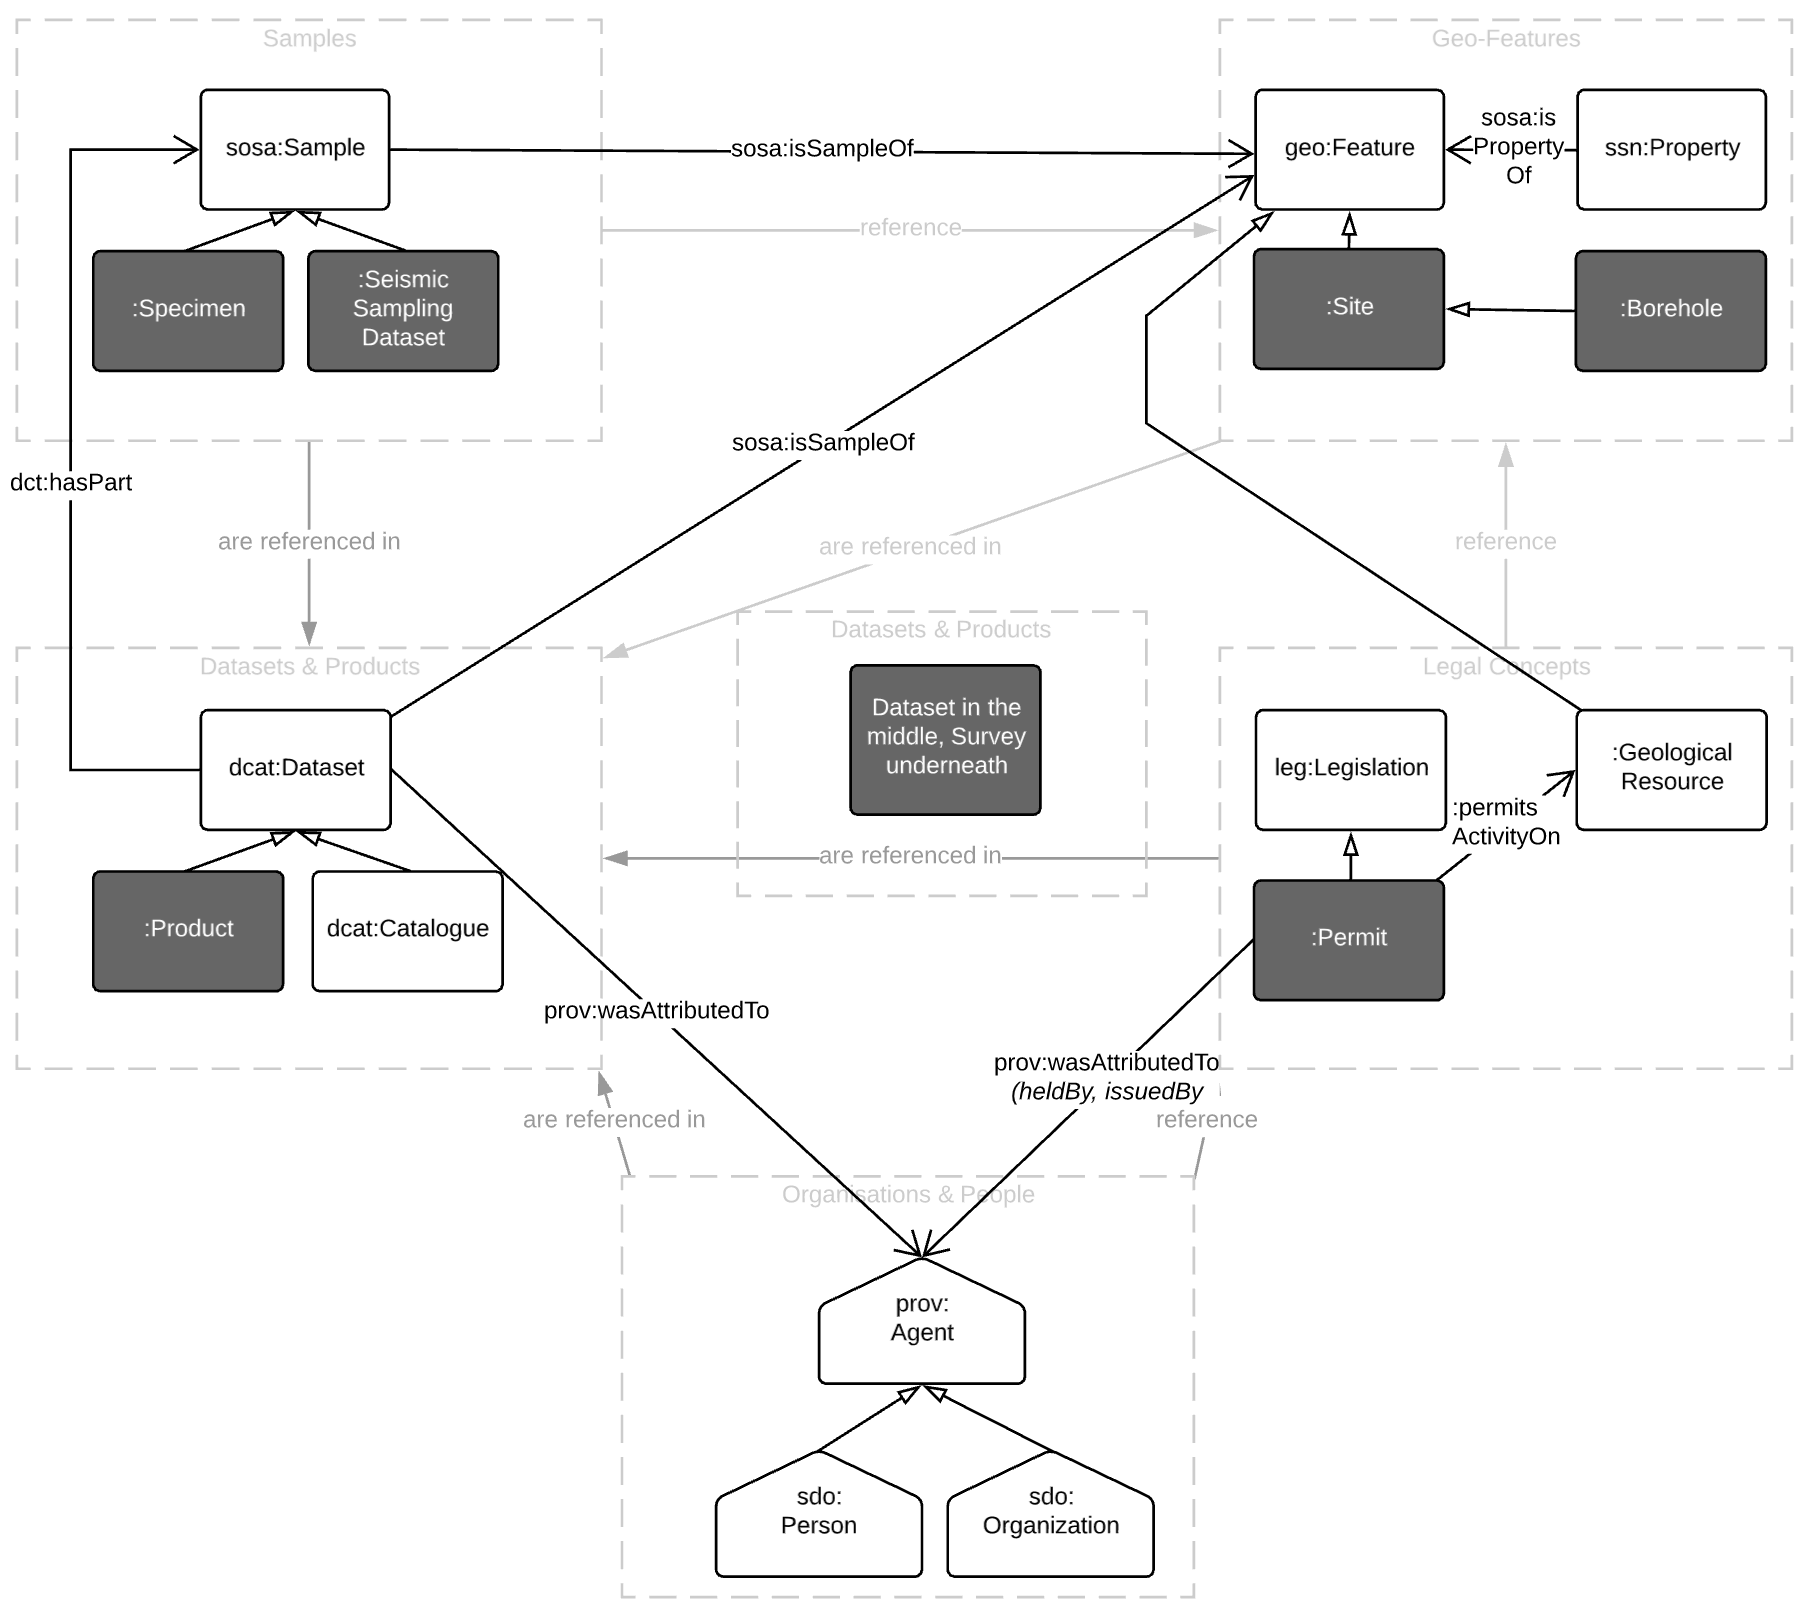 Samples
Geo-Features
sosa:Sample
sosa:isSampleOf
geo:Feature
sosa:is
Property
Of
ssn:Property
reference
:Specimen
:Seismic
Sampling
Dataset
:Site
:Borehole
dct:hasPart
sosa:isSampleOf
are referenced in
are referenced in
reference
Datasets & Products
Datasets & Products
Legal Concepts
dcat:Dataset
Dataset in the
middle, Survey
underneath
leg:Legislation
:Geological
Resource
:permits
ActivityOn
are referenced in
:Product
dcat:Catalogue
:Permit
prov:wasAttributedTo
prov:wasAttributedTo
(heldBy, issuedBy
are referenced in
reference
Organisations & People
prov:
Agent
sdo:
Person
sdo:
Organization